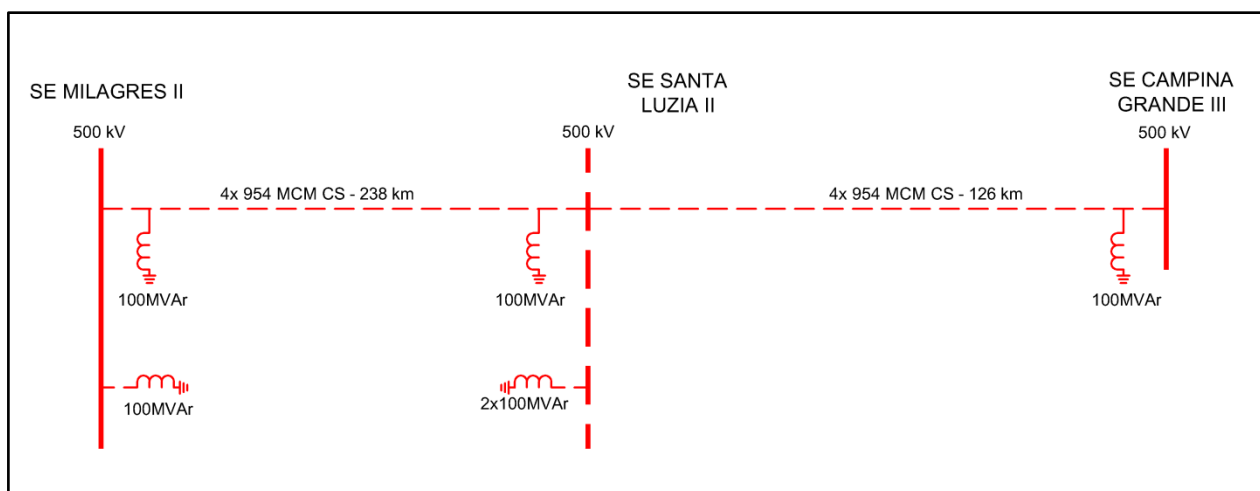 SE MILAGRES II
SE SANTA
LUZIA II
SE CAMPINA
GRANDE III
500 kV
500 kV
500 kV
4x 954 MCM CS - 238 km
4x 954 MCM CS - 126 km
100MVAr
100MVAr
100MVAr
100MVAr
2x100MVAr